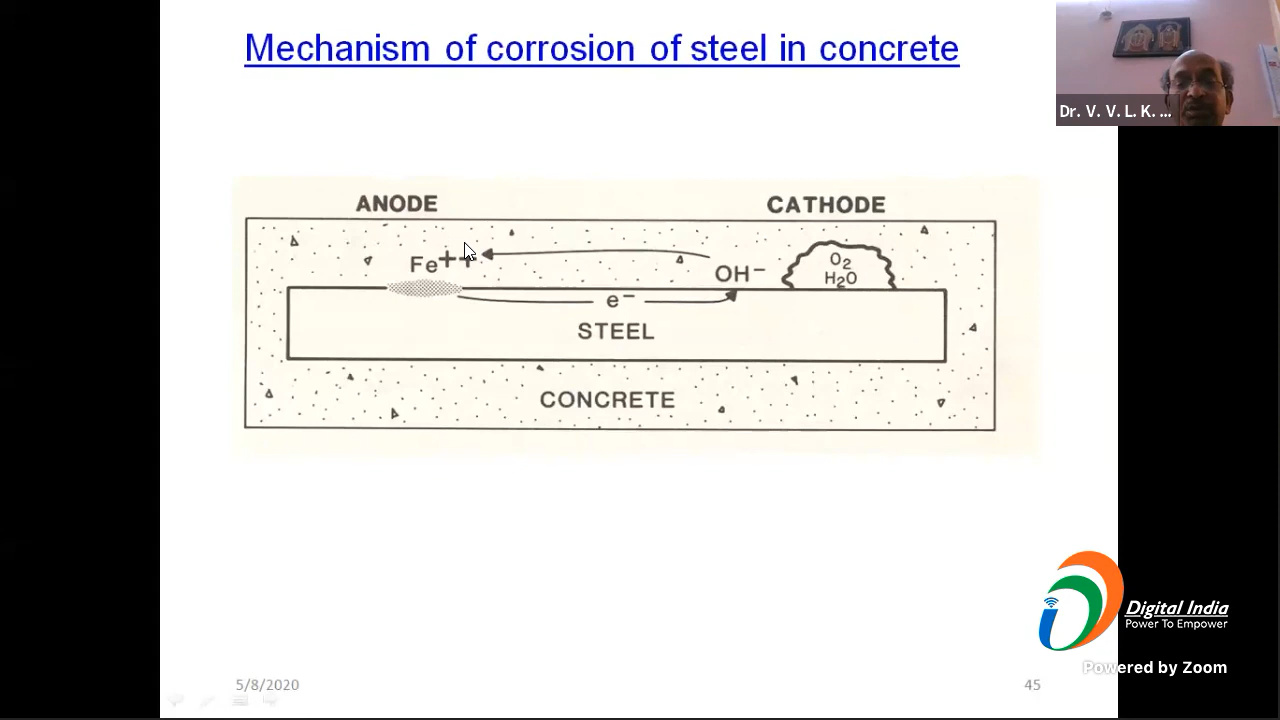 Mechanism of corrosion of steel in concrete
Dr. V. V. L. K. ...
ANODE
CATHODE
Fe++
OH−
O2
H2O
e−
STEEL
CONCRETE
Digital India
Power To Empower
Powered by Zoom
5/8/2020
45